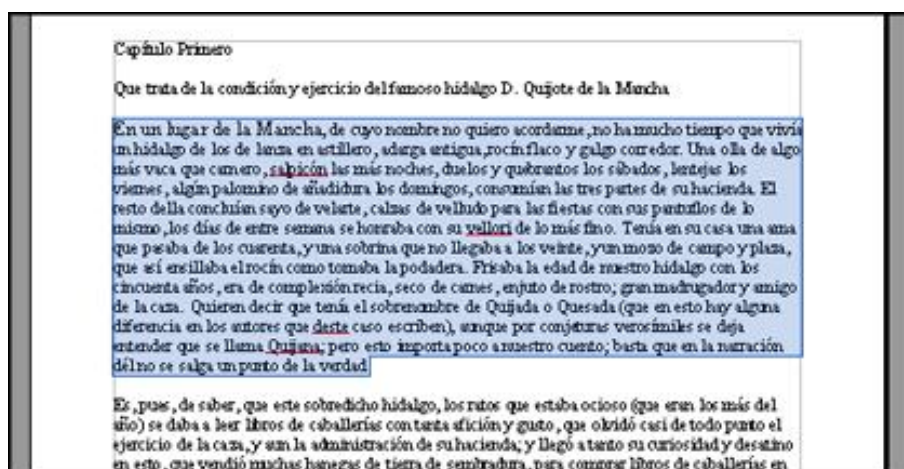 Capítulo Primero
Que trata de la condición y ejercicio del famoso hidalgo D. Quijote de la Mancha
En un lugar de la Mancha, de cuyo nombre no quiero acordarme, no ha mucho tiempo que vivía
un hidalgo de los de lanza en astillero, adarga antigua, rocín flaco y galgo corredor. Una olla de algo
más vaca que carnero, salpicón las más noches, duelos y quebrantos los sábados, lentejas los
viernes, algún palomino de añadidura los domingos, consumían las tres partes de su hacienda. El
resto della concluían sayo de velarte, calzas de velludo para las fiestas con sus pantuflos de lo
mismo, los días de entre semana se honraba con su vellori de lo más fino. Tenía en su casa una ama
que pasaba de los cuarenta, y una sobrina que no llegaba a los veinte, y un mozo de campo y plaza,
que así ensillaba el rocín como tomaba la podadera. Frisaba la edad de nuestro hidalgo con los
cincuenta años, era de complexión recia, seco de carnes, enjuto de rostro; gran madrugador y amigo
de la caza. Quieren decir que tenía el sobrenombre de Quijada o Quesada (que en esto hay alguna
diferencia en los autores que deste caso escriben), aunque por conjeturas verosímiles se deja
entender que se llama Quijana; pero esto importa poco a nuestro cuento; basta que en la narración
dél no se salga un punto de la verdad
Es, pues, de saber, que este sobredicho hidalgo, los ratos que estaba ocioso (que eran los más del
año) se daba a leer libros de caballerías con tanta afición y gusto, que olvidó casi de todo punto el
ejercicio de la caza, y aun la administración de su hacienda; y llegó a tanto su curiosidad y desatino
en esto, que vendió muchas hanegas de tierra de sembradura, para comprar libros de caballerías en